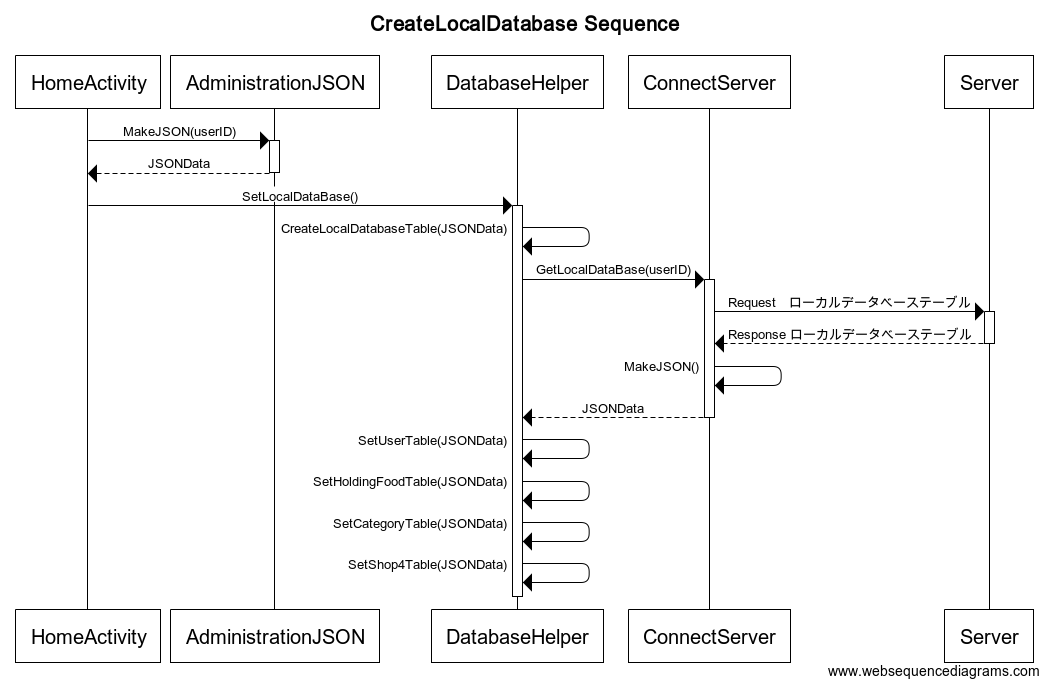 CreateLocalDatabase Sequence
HomeActivity
AdministrationJSON
DatabaseHelper
ConnectServer
Server
MakeJSON(userID)
JSONData
SetLocalDataBase()
CreateLocalDatabaseTable(JSONData)
GetLocalDataBase(userID)
Request　ローカルデータベーステーブル
Response ローカルデータベーステーブル
MakeJSON()
JSONData
SetUserTable(JSONData)
SetHoldingFoodTable(JSONData)
SetCategoryTable(JSONData)
SetShop4Table(JSONData)
HomeActivity
AdministrationJSON
DatabaseHelper
ConnectServer
Server
www.websequencediagrams.com